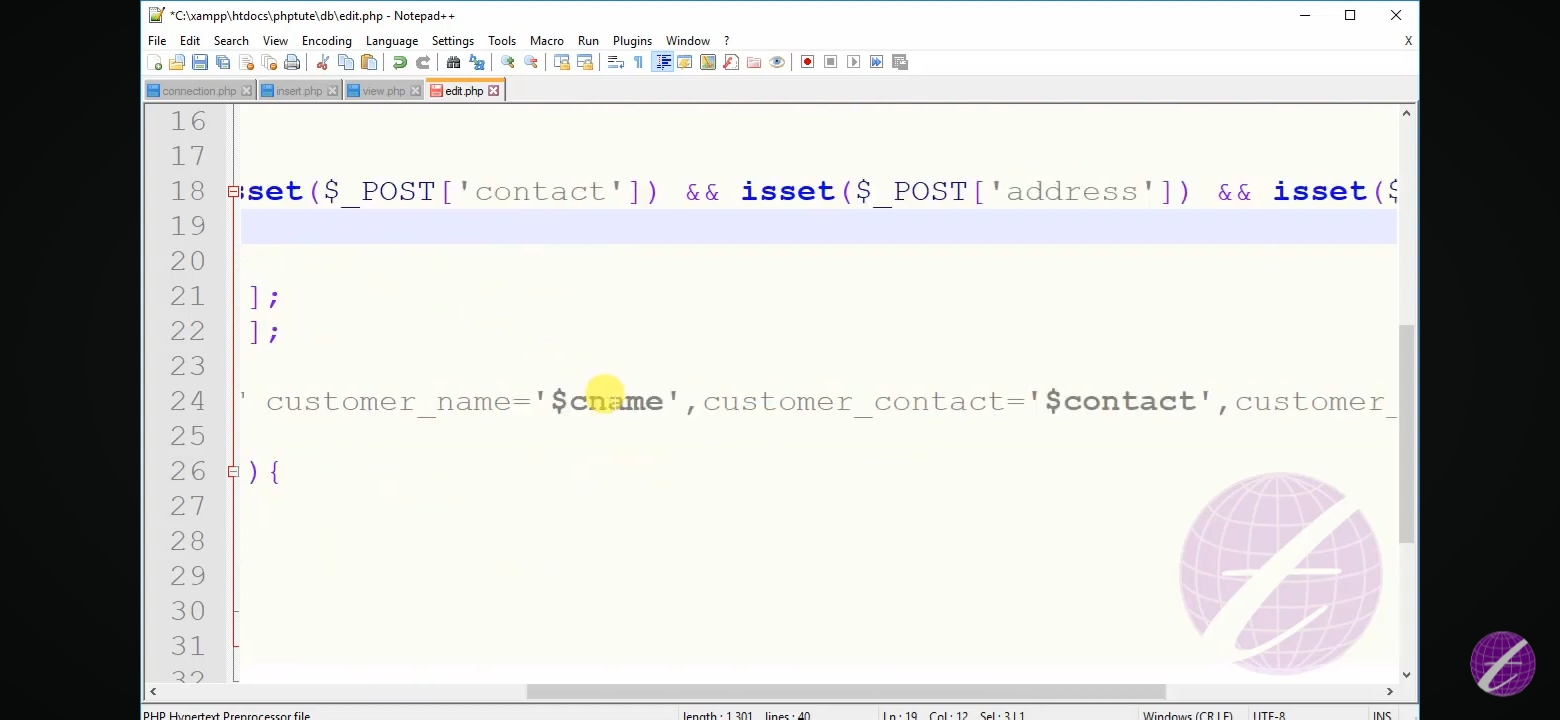 *C:\xampp\htdocs\phptute\db\edit.php - Notepad++
File Edit Search View Encoding Language Settings Tools Macro Run Plugins Window ? X
connection.php insert.php view.php edit.php
16
17
18 sset($_POST['contact']) && isset($_POST['address']) && isset($
19
20
21 ];
22 ];
23
24 ' customer_name='$cname',customer_contact='$contact',customer_
25
26 ){
27
28
29
30
31
32
PHP Hypertext Preprocessor file length : 1,301 lines : 40 Ln : 19 Col : 12 Sel : 3 | 1 Windows (CR LF) UTF-8 INS